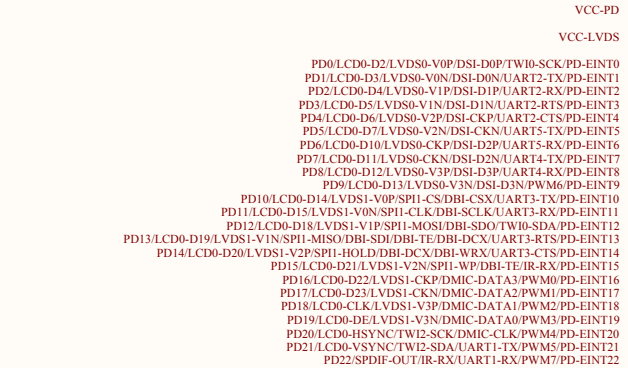 VCC-PD
VCC-LVDS
PD0/LCD0-D2/LVDS0-V0P/DSI-D0P/TWI0-SCK/PD-EINT0
PD1/LCD0-D3/LVDS0-V0N/DSI-D0N/UART2-TX/PD-EINT1
PD2/LCD0-D4/LVDS0-V1P/DSI-D1P/UART2-RX/PD-EINT2
PD3/LCD0-D5/LVDS0-V1N/DSI-D1N/UART2-RTS/PD-EINT3
PD4/LCD0-D6/LVDS0-V2P/DSI-CKP/UART2-CTS/PD-EINT4
PD5/LCD0-D7/LVDS0-V2N/DSI-CKN/UART5-TX/PD-EINT5
PD6/LCD0-D10/LVDS0-CKP/DSI-D2P/UART5-RX/PD-EINT6
PD7/LCD0-D11/LVDS0-CKN/DSI-D2N/UART4-TX/PD-EINT7
PD8/LCD0-D12/LVDS0-V3P/DSI-D3P/UART4-RX/PD-EINT8
PD9/LCD0-D13/LVDS0-V3N/DSI-D3N/PWM6/PD-EINT9
PD10/LCD0-D14/LVDS1-V0P/SPI1-CS/DBI-CSX/UART3-TX/PD-EINT10
PD11/LCD0-D15/LVDS1-V0N/SPI1-CLK/DBI-SCLK/UART3-RX/PD-EINT11
PD12/LCD0-D18/LVDS1-V1P/SPI1-MOSI/DBI-SDO/TWI0-SDA/PD-EINT12
PD13/LCD0-D19/LVDS1-V1N/SPI1-MISO/DBI-SDI/DBI-TE/DBI-DCX/UART3-RTS/PD-EINT13
PD14/LCD0-D20/LVDS1-V2P/SPI1-HOLD/DBI-DCX/DBI-WRX/UART3-CTS/PD-EINT14
PD15/LCD0-D21/LVDS1-V2N/SPI1-WP/DBI-TE/IR-RX/PD-EINT15
PD16/LCD0-D22/LVDS1-CKP/DMIC-DATA3/PWM0/PD-EINT16
PD17/LCD0-D23/LVDS1-CKN/DMIC-DATA2/PWM1/PD-EINT17
PD18/LCD0-CLK/LVDS1-V3P/DMIC-DATA1/PWM2/PD-EINT18
PD19/LCD0-DE/LVDS1-V3N/DMIC-DATA0/PWM3/PD-EINT19
PD20/LCD0-HSYNC/TWI2-SCK/DMIC-CLK/PWM4/PD-EINT20
PD21/LCD0-VSYNC/TWI2-SDA/UART1-TX/PWM5/PD-EINT21
PD22/SPDIF-OUT/IR-RX/UART1-RX/PWM7/PD-EINT22